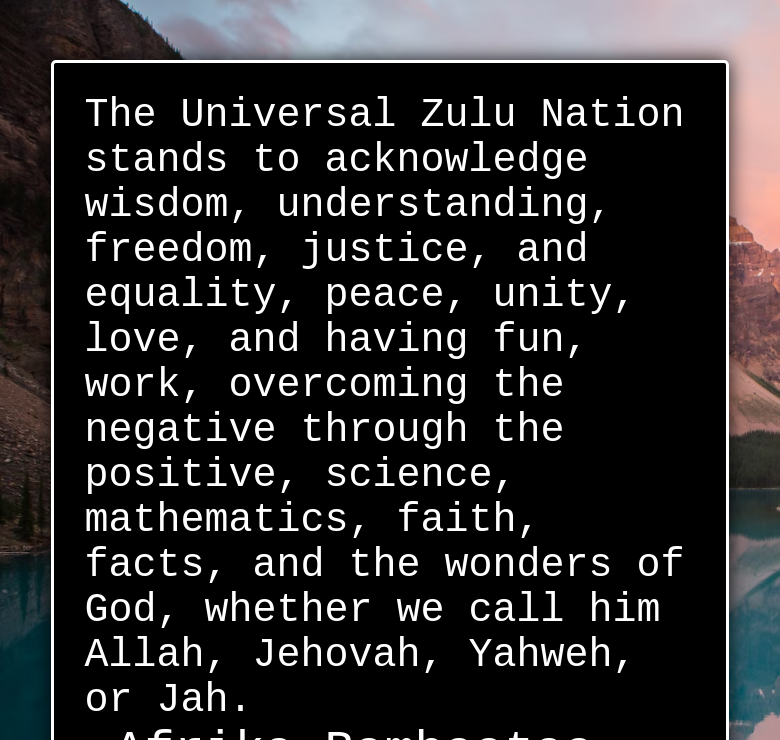 The Universal Zulu Nation
stands to acknowledge
wisdom, understanding,
freedom, justice, and
equality, peace, unity,
love, and having fun,
work, overcoming the
negative through the
positive, science,
mathematics, faith,
facts, and the wonders of
God, whether we call him
Allah, Jehovah, Yahweh,
or Jah.
Afrika Bambaataa